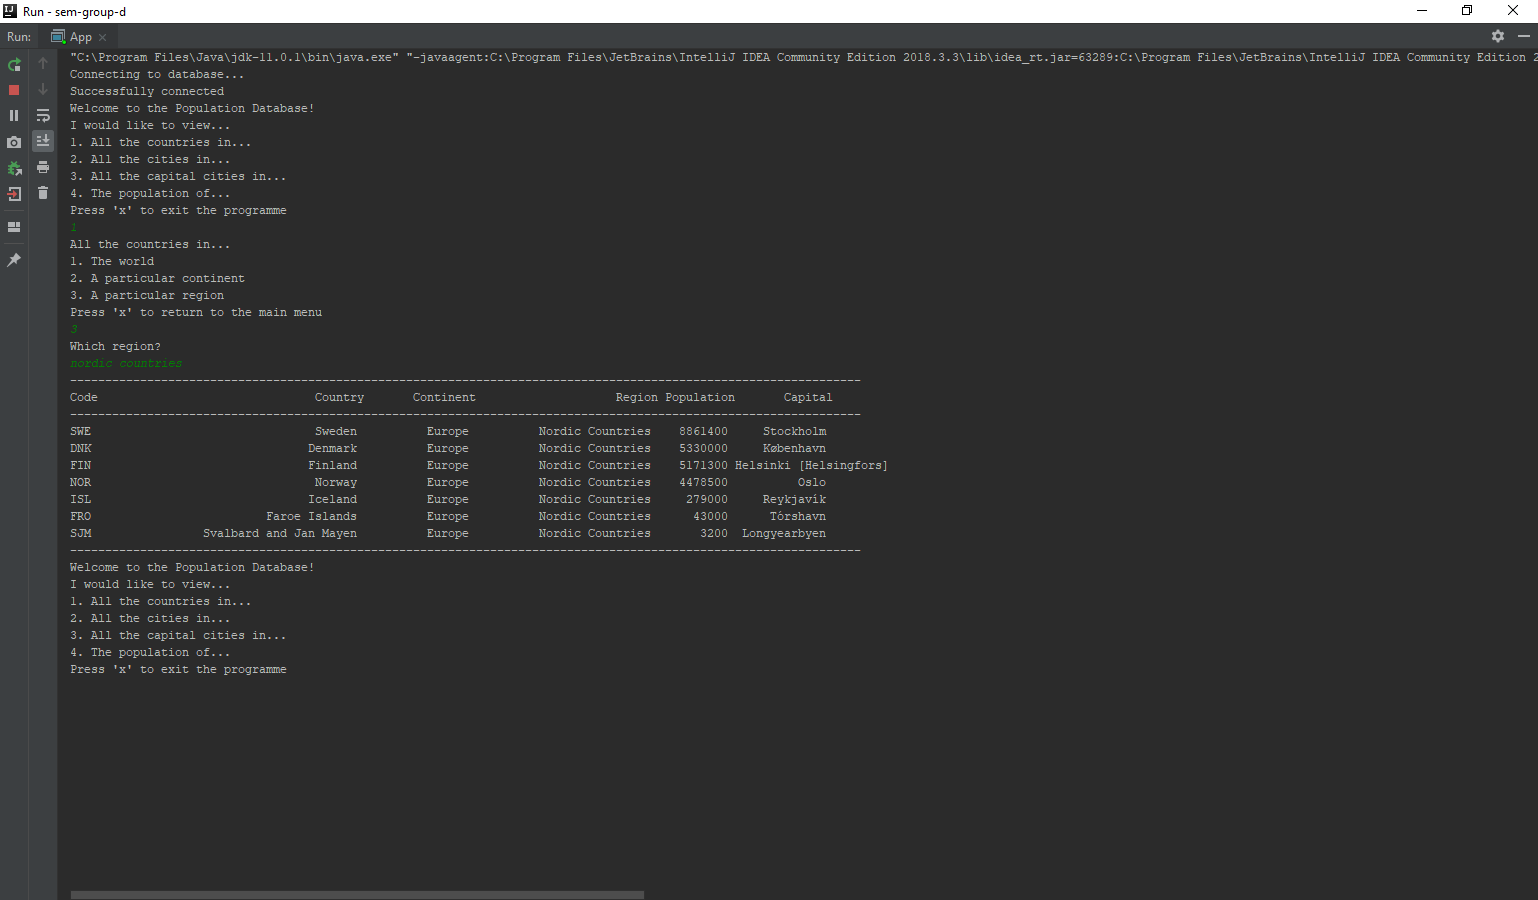 Run - sem-group-d
Run: App
"C:\Program Files\Java\jdk-11.0.1\bin\java.exe" "-javaagent:C:\Program Files\JetBrains\IntelliJ IDEA Community Edition 2018.3.3\lib\idea_rt.jar=63289:C:\Program Files\JetBrains\IntelliJ IDEA Community Edition 2
Connecting to database...
Successfully connected
Welcome to the Population Database!
I would like to view...
1. All the countries in...
2. All the cities in...
3. All the capital cities in...
4. The population of...
Press 'x' to exit the programme
1
All the countries in...
1. The world
2. A particular continent
3. A particular region
Press 'x' to return to the main menu
3
Which region?
nordic countries
-----------------------------------------------------------------------------------------------------------------
Code Country Continent Region Population Capital
-----------------------------------------------------------------------------------------------------------------
SWE Sweden Europe Nordic Countries 8861400 Stockholm
DNK Denmark Europe Nordic Countries 5330000 København
FIN Finland Europe Nordic Countries 5171300 Helsinki [Helsingfors]
NOR Norway Europe Nordic Countries 4478500 Oslo
ISL Iceland Europe Nordic Countries 279000 Reykjavík
FRO Faroe Islands Europe Nordic Countries 43000 Tórshavn
SJM Svalbard and Jan Mayen Europe Nordic Countries 3200 Longyearbyen
-----------------------------------------------------------------------------------------------------------------
Welcome to the Population Database!
I would like to view...
1. All the countries in...
2. All the cities in...
3. All the capital cities in...
4. The population of...
Press 'x' to exit the programme